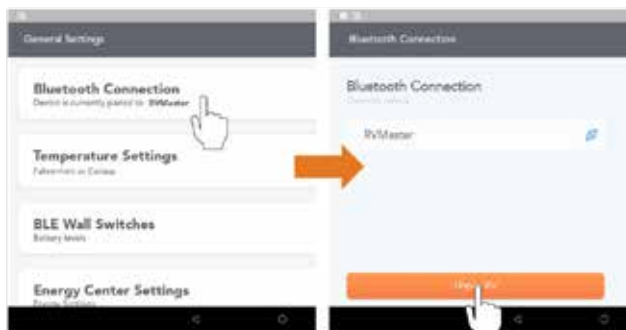 General Settings
Bluetooth Connection
Device is currently paired to RVMaster
Temperature Settings
Fahrenheit or Celsius
BLE Wall Switches
Battery levels
Energy Center Settings
Bluetooth Connection
Bluetooth Connection
RVMaster